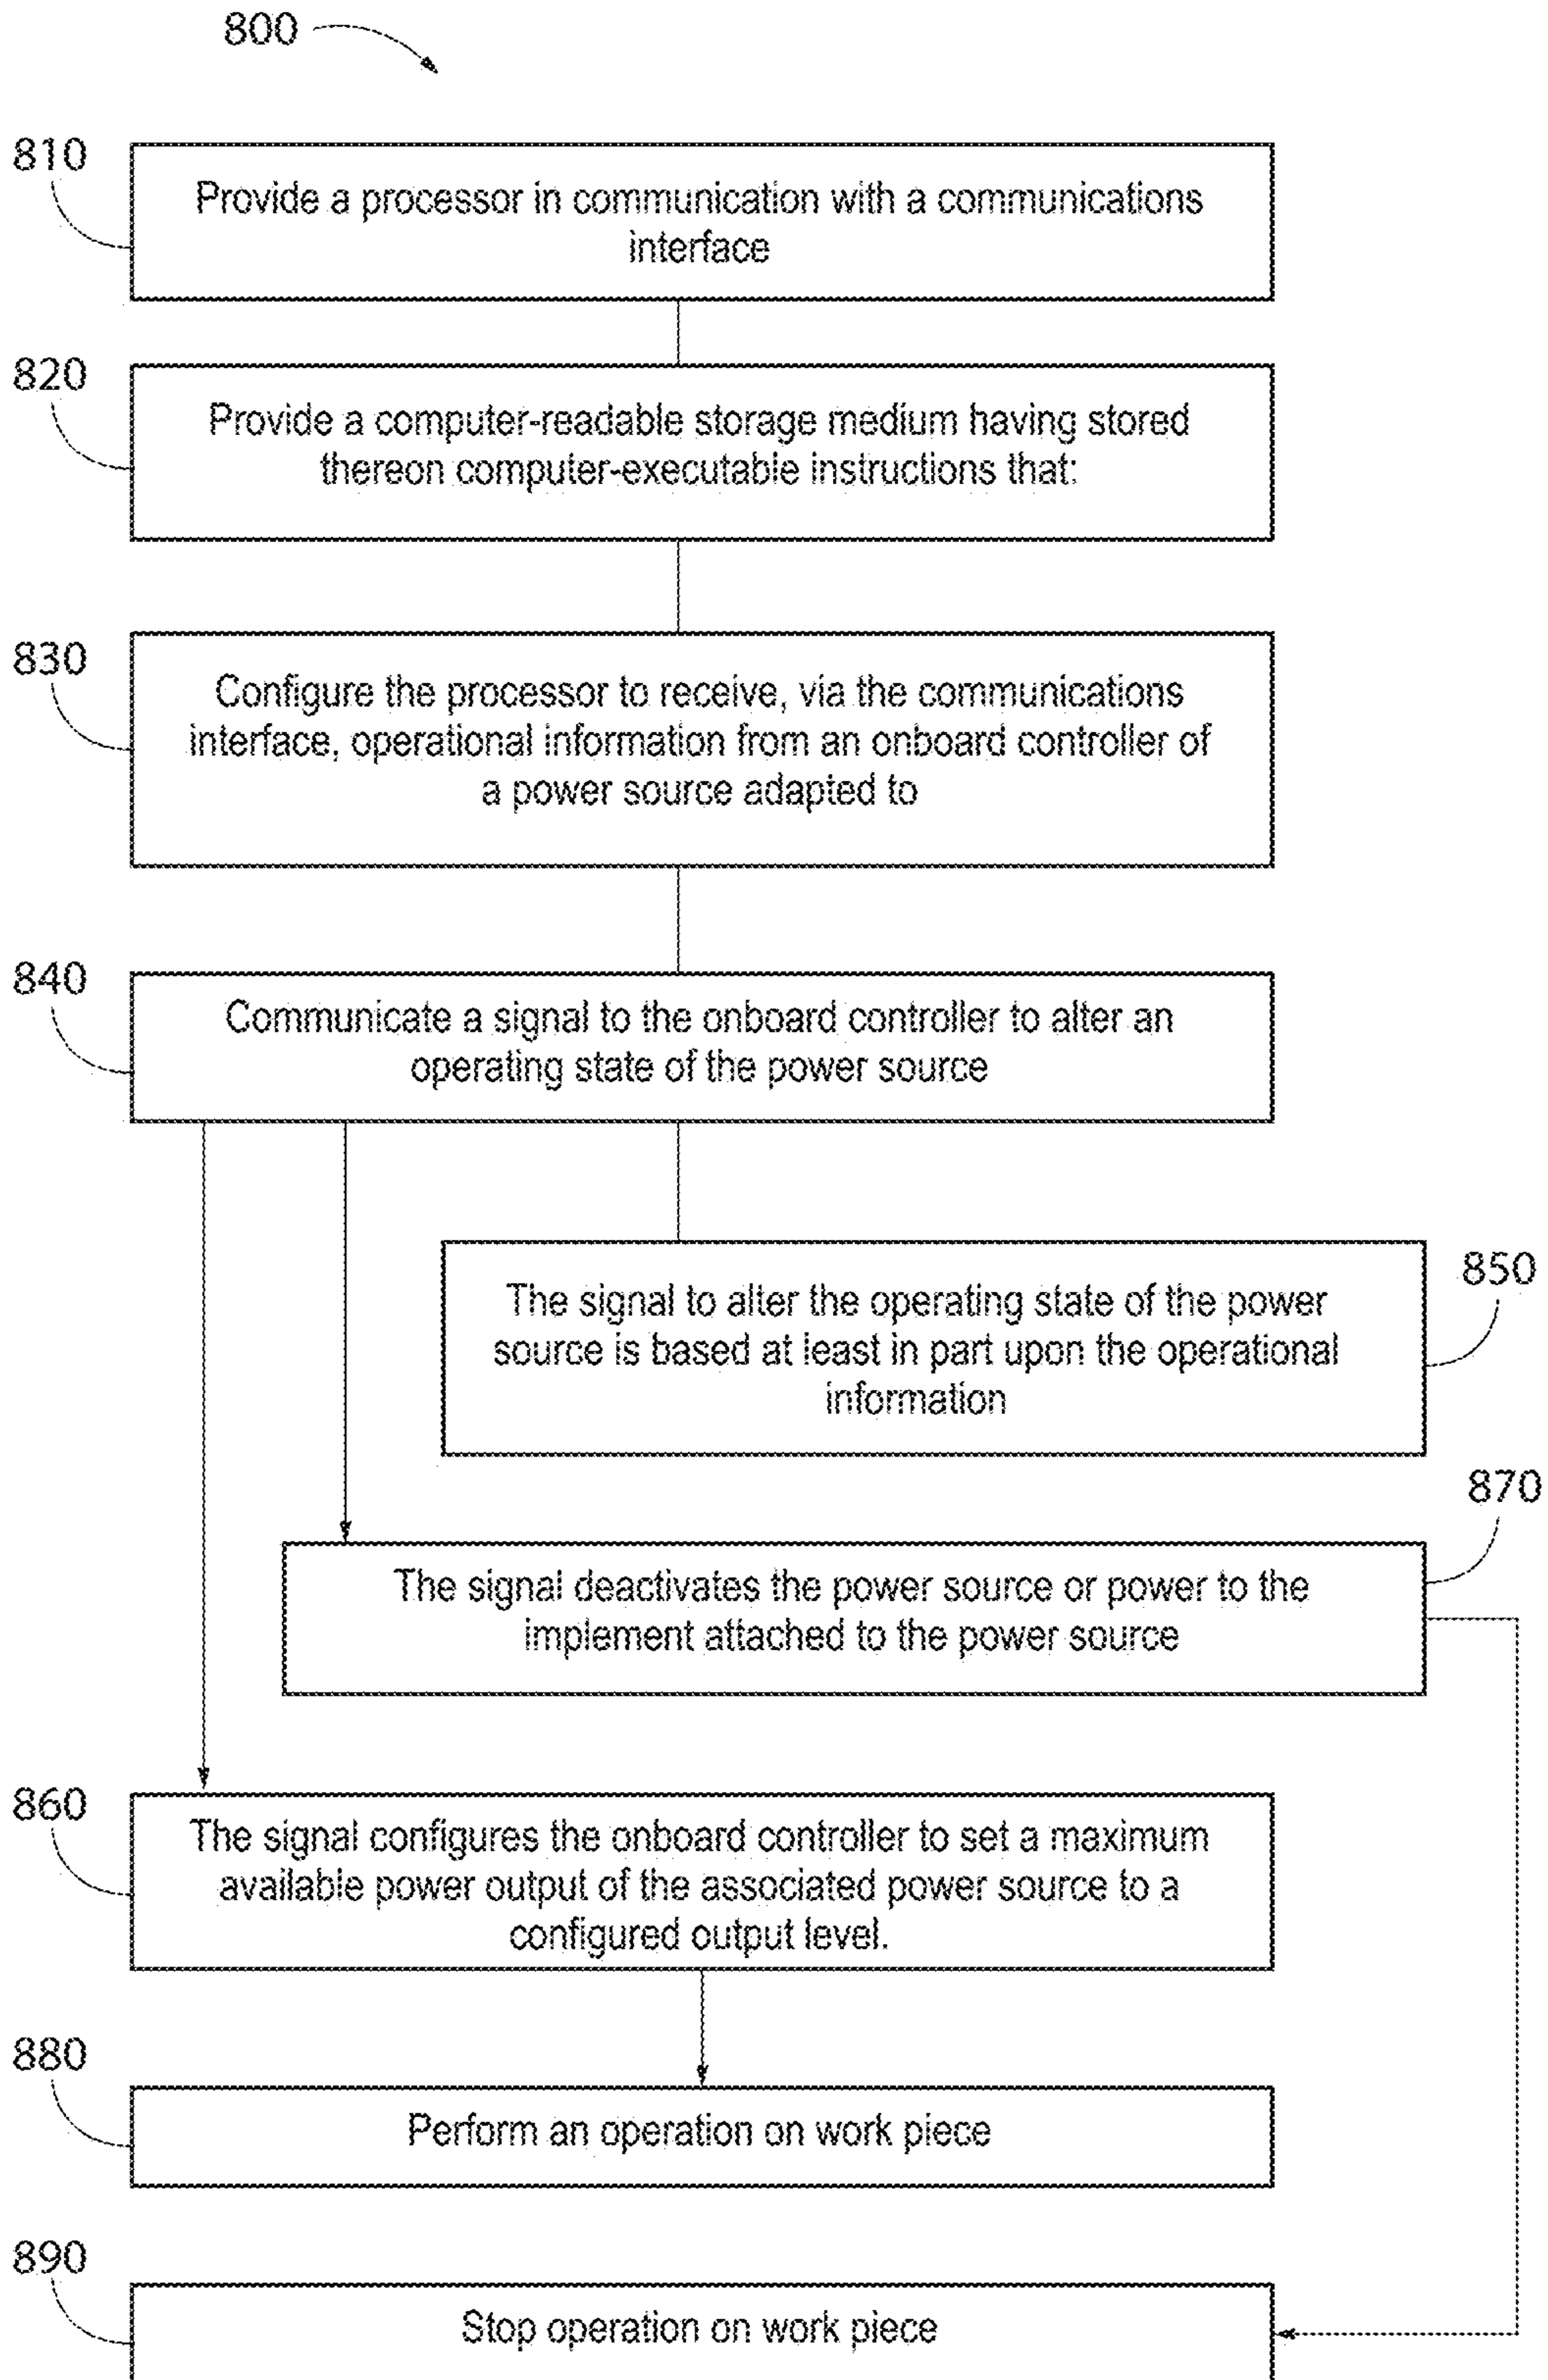 800
810
Provide a processor in communication with a communications
interface
820
Provide a computer-readable storage medium having stored
thereon computer-executable instructions that:
830
Configure the processor to receive, via the communications
interface, operational information from an onboard controller of
a power source adapted to
840
Communicate a signal to the onboard controller to alter an
operating state of the power source
850
The signal to alter the operating state of the power
source is based at least in part upon the operational
information
870
The signal deactivates the power source or power to the
implement attached to the power source
860
The signal configures the onboard controller to set a maximum
available power output of the associated power source to a
configured output level.
880
Perform an operation on work piece
890
Stop operation on work piece